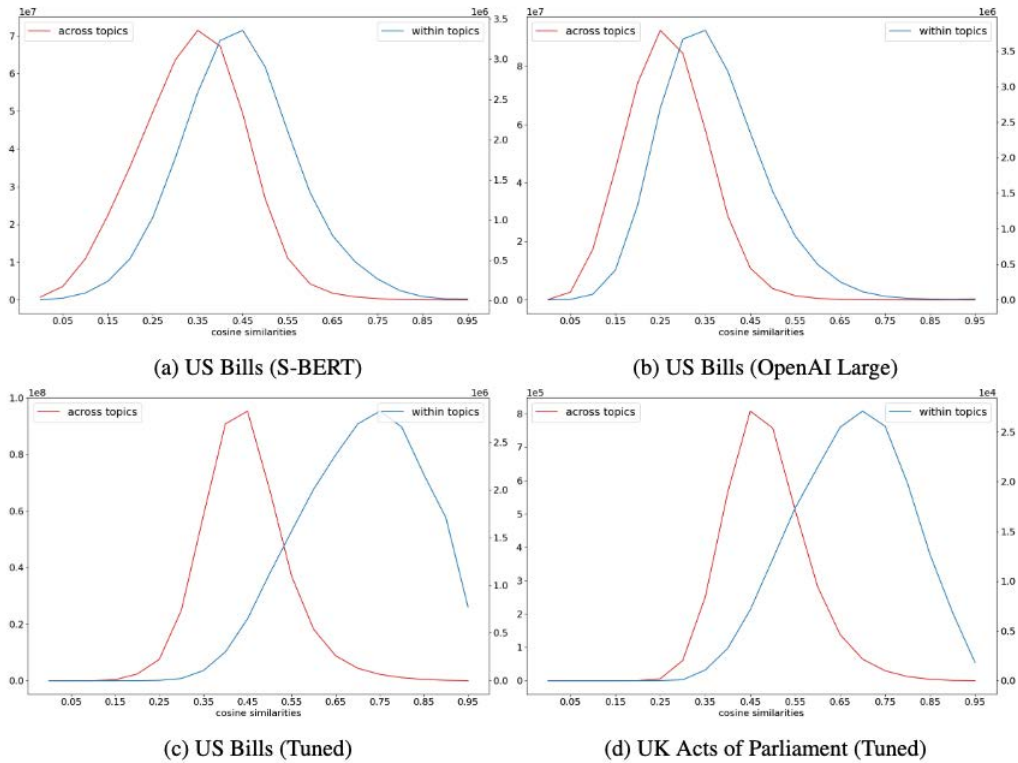 1e7 1e6 1e7 1e6
across topics within topics across topics within topics
7 6 5 4 3 2 1 0
3.5 3.0 2.5 2.0 1.5 1.0 0.5 0.0
8 6 4 2 0
3.5 3.0 2.5 2.0 1.5 1.0 0.5 0.0
0.05 0.15 0.25 0.35 0.45 0.55 0.65 0.75 0.85 0.95
0.05 0.15 0.25 0.35 0.45 0.55 0.65 0.75 0.85 0.95
cosine similarities cosine similarities
(a) US Bills (S-BERT) (b) US Bills (OpenAI Large)
1e8 1e6 1e5 1e4
across topics within topics across topics within topics
1.0 0.8 0.6 0.4 0.2 0.0
2.5 2.0 1.5 1.0 0.5 0.0
8 7 6 5 4 3 2 1 0
2.5 2.0 1.5 1.0 0.5 0.0
0.05 0.15 0.25 0.35 0.45 0.55 0.65 0.75 0.85 0.95
0.05 0.15 0.25 0.35 0.45 0.55 0.65 0.75 0.85 0.95
cosine similarities cosine similarities
(c) US Bills (Tuned) (d) UK Acts of Parliament (Tuned)